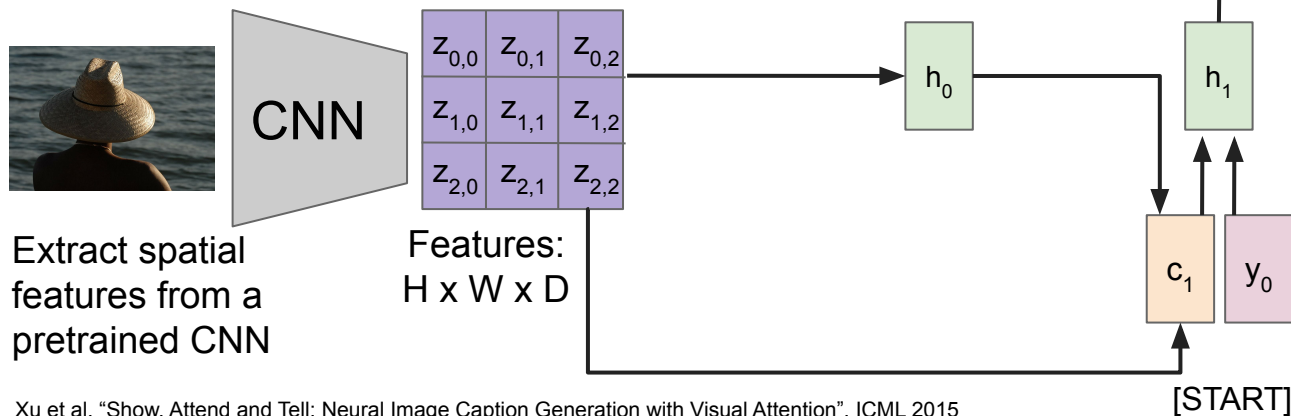 CNN
z0,0 z0,1 z0,2
z1,0 z1,1 z1,2
z2,0 z2,1 z2,2
h0
h1
c1
y0
[START]
Features:
H x W x D
Extract spatial
features from a
pretrained CNN
Xu et al, “Show, Attend and Tell: Neural Image Caption Generation with Visual Attention”, ICML 2015